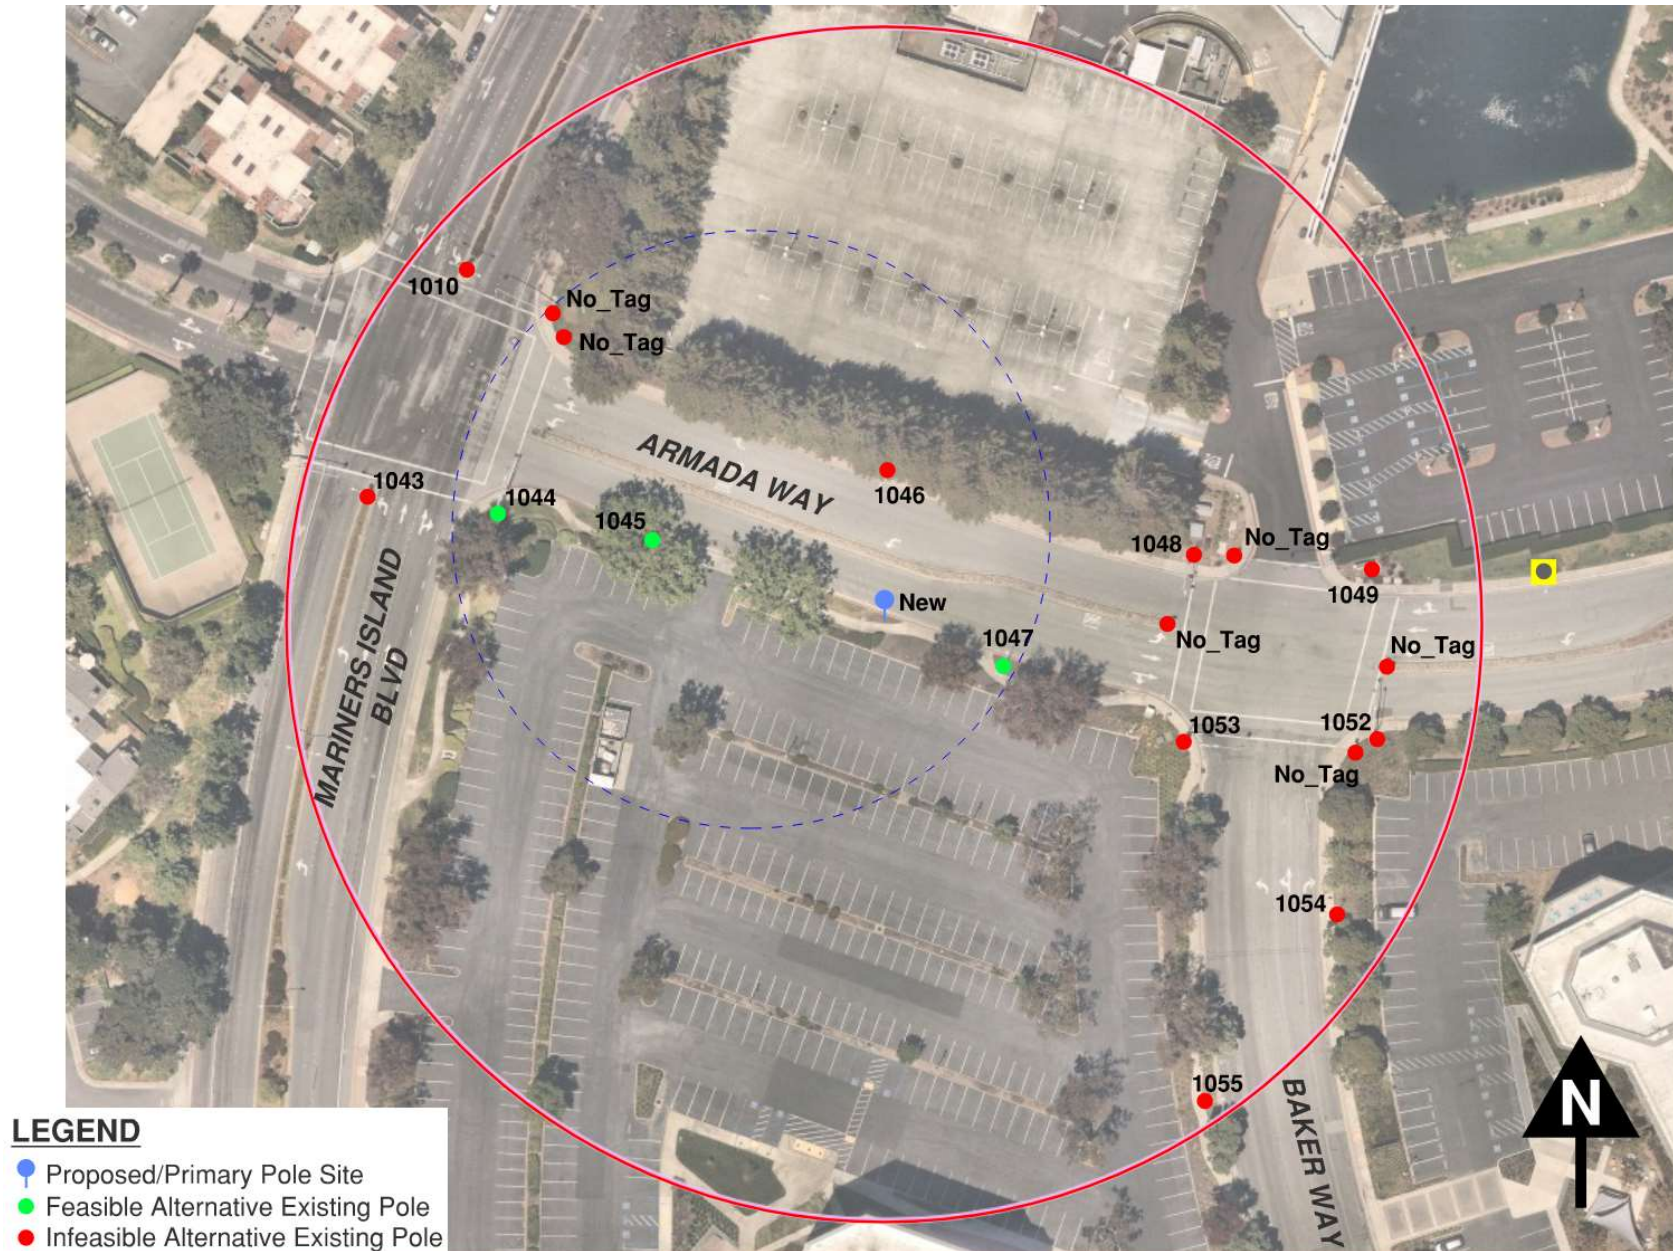 1010
No_Tag
No_Tag
ARMADA WAY
1043
1044
1045
1046
1048
No_Tag
1049
New
1047
No_Tag
No_Tag
MARINERS ISLAND
BLVD
1053
1052
No_Tag
1054
1055
BAKER WAY
N
LEGEND
Proposed/Primary Pole Site
Feasible Alternative Existing Pole
Infeasible Alternative Existing Pole